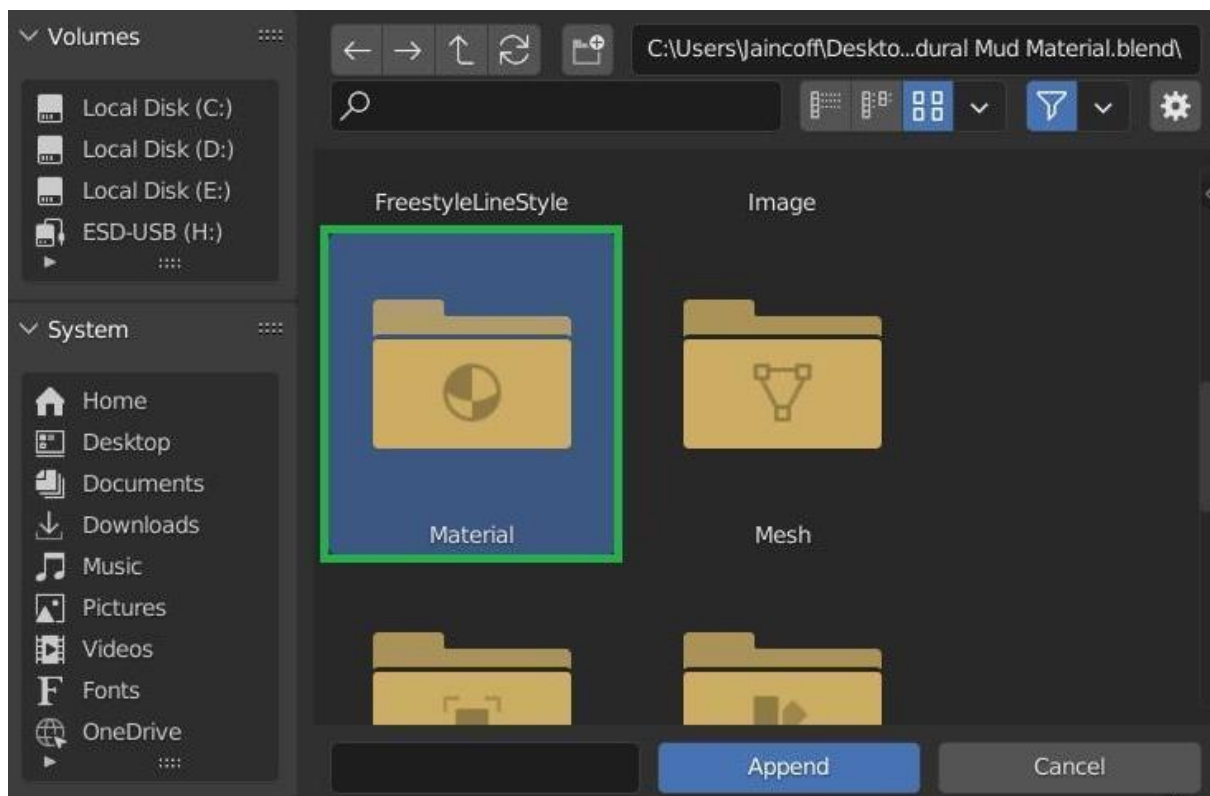 Volumes
Local Disk (C:)
Local Disk (D:)
Local Disk (E:)
ESD-USB (H:)
System
Home
Desktop
Documents
Downloads
Music
Pictures
Videos
Fonts
OneDrive
C:\Users\Jaincoff\Deskto...dural Mud Material.blend\
FreestyleLineStyle
Image
Material
Mesh
Append
Cancel